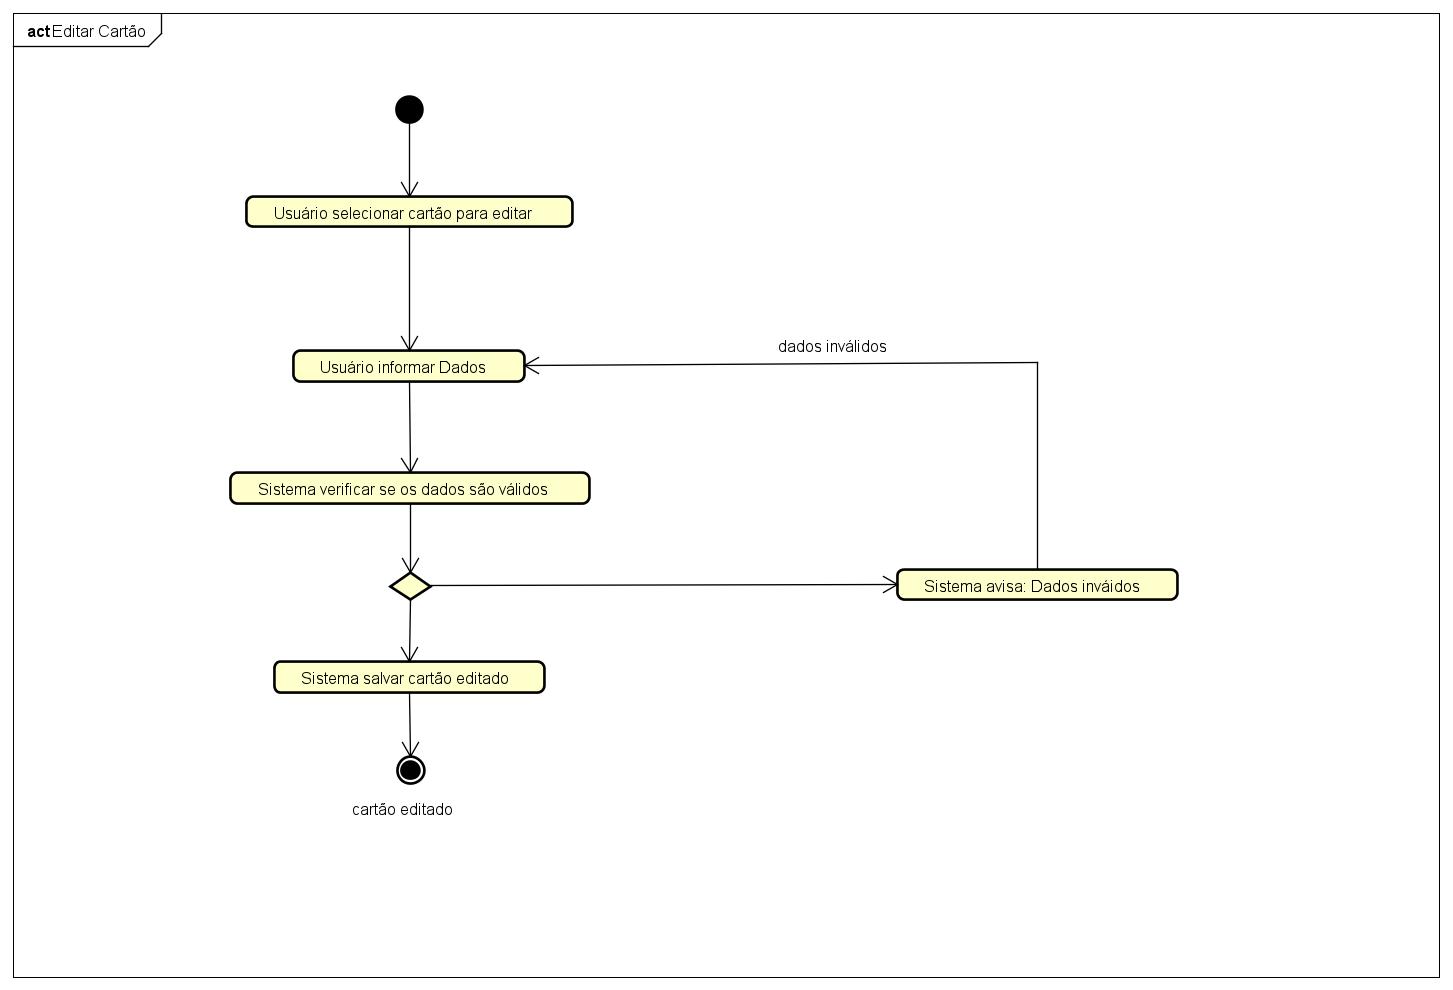 act Editar Cartão
Usuário selecionar cartão para editar
dados inválidos
Usuário informar Dados
Sistema verificar se os dados são válidos
Sistema avisa: Dados inváidos
Sistema salvar cartão editado
cartão editado